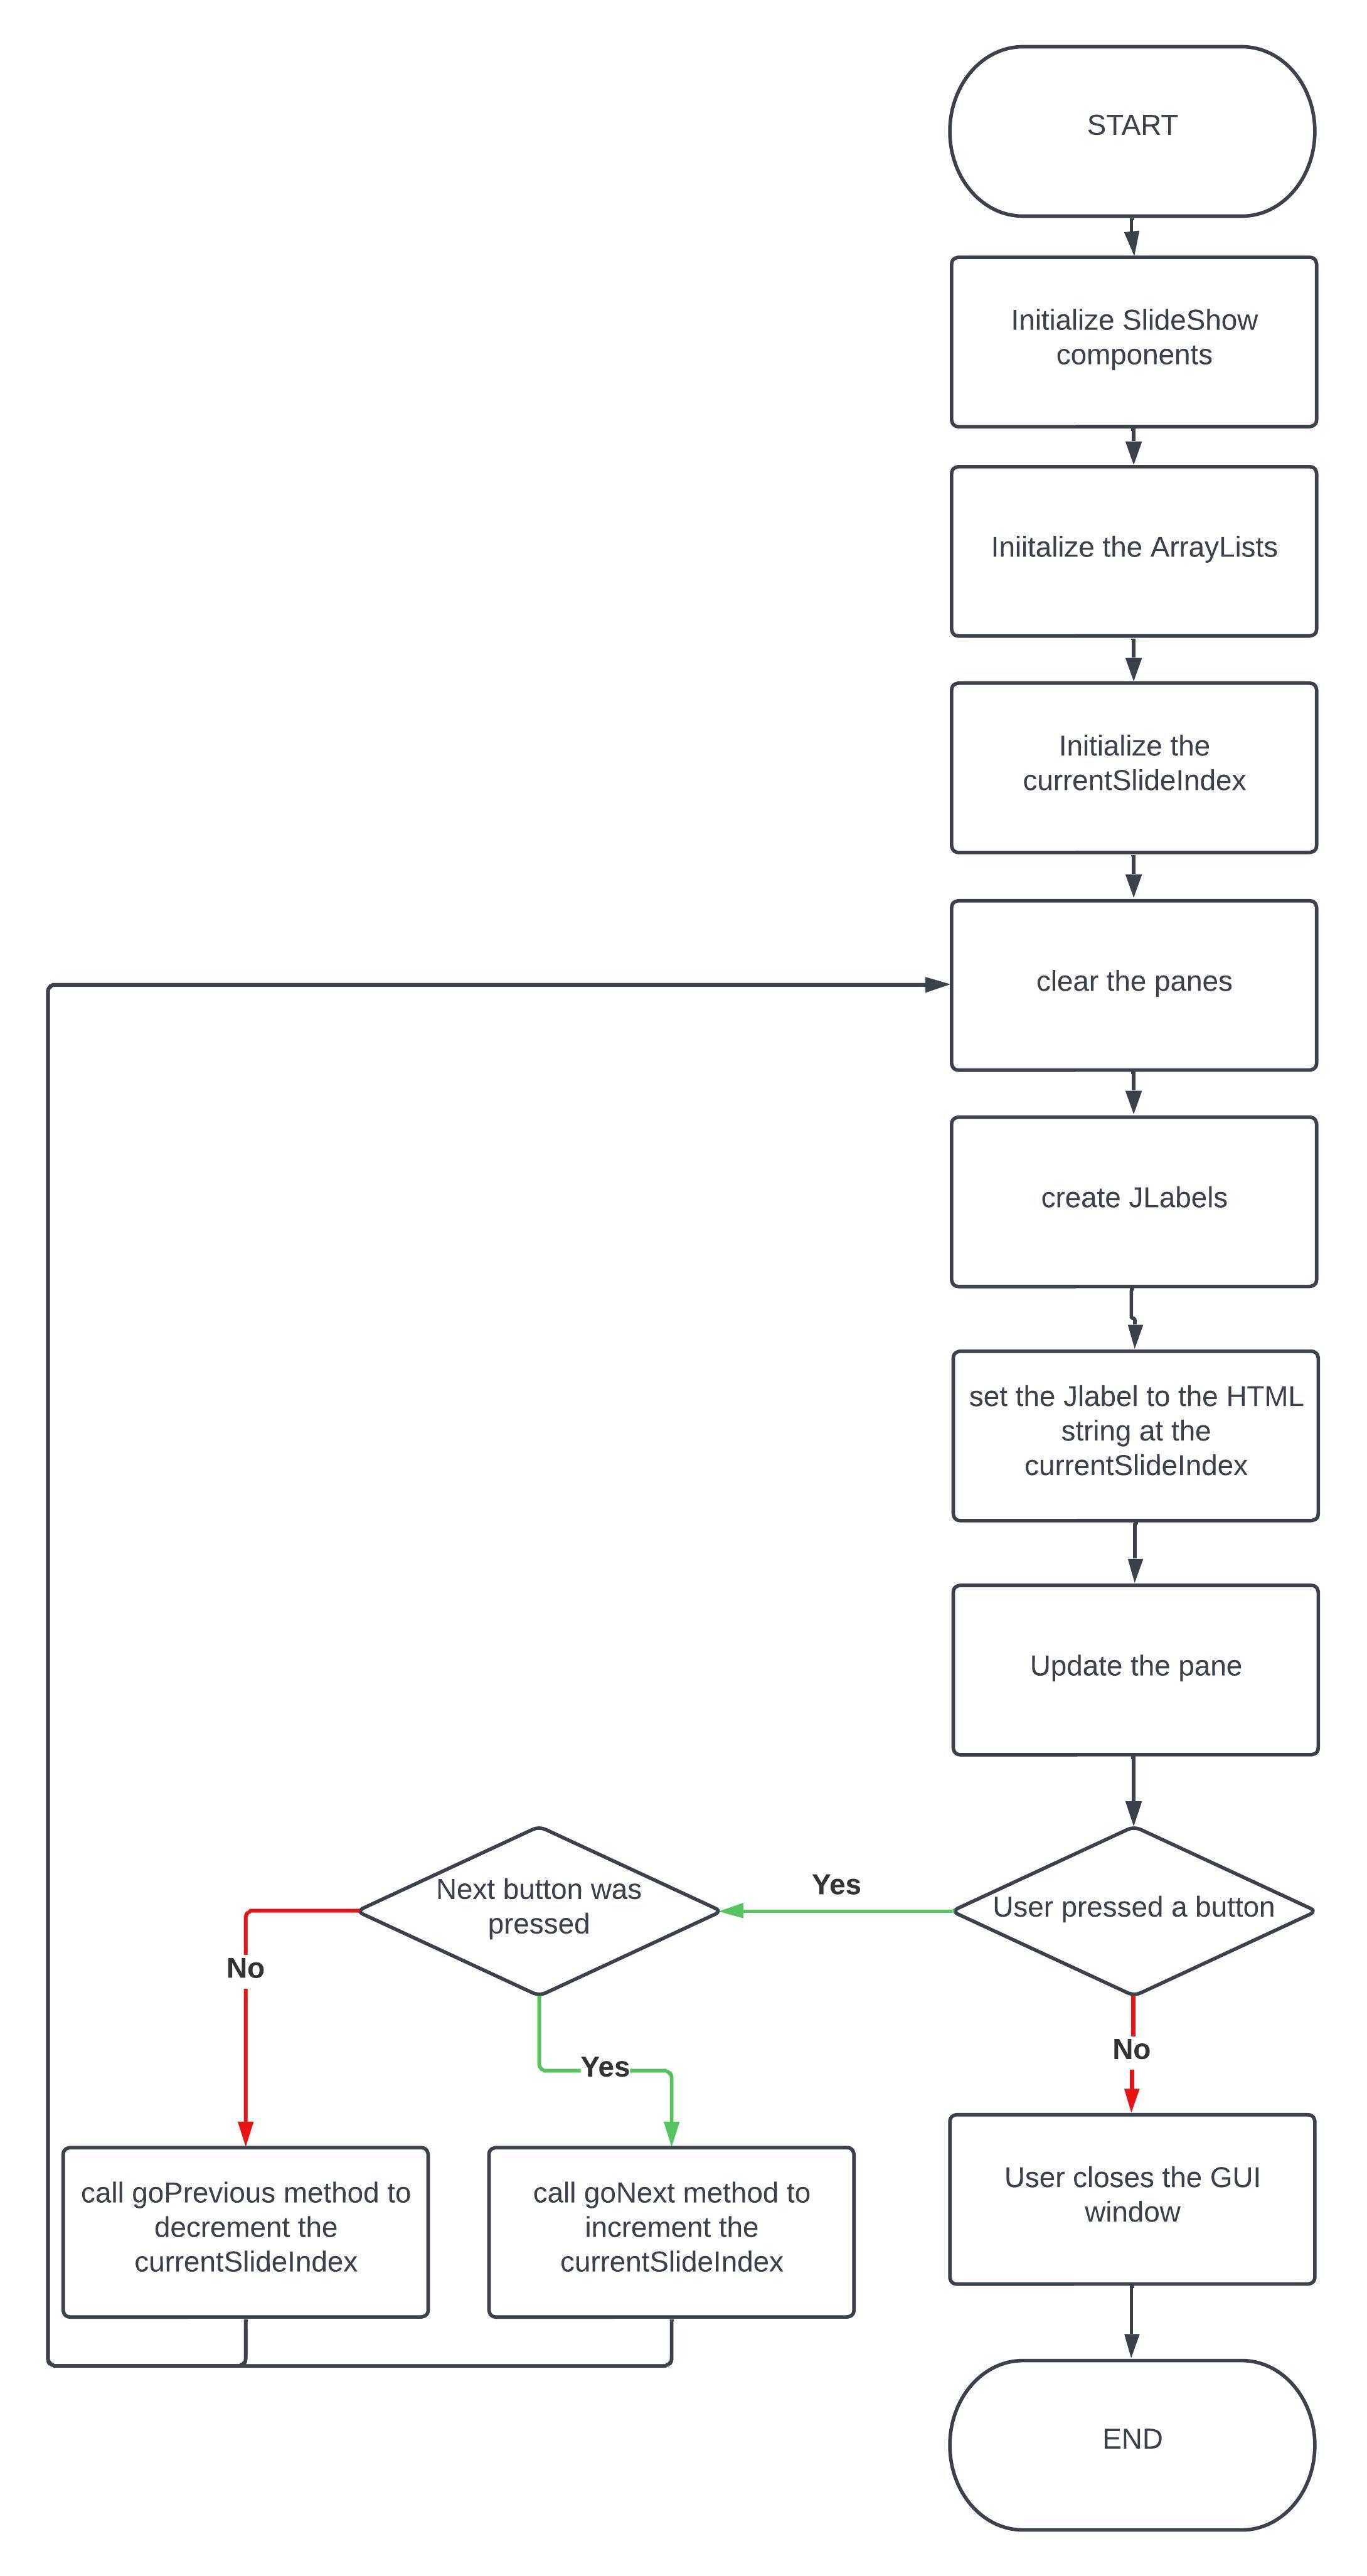 START
Initialize SlideShow
components
Iniitalize the ArrayLists
Initialize the
currentSlideIndex
clear the panes
create JLabels
set the Jlabel to the HTML
string at the
currentSlideIndex
Update the pane
User pressed a button
Yes
Next button was
pressed
No
Yes
No
call goPrevious method to
decrement the
currentSlideIndex
call goNext method to
increment the
currentSlideIndex
User closes the GUI
window
END